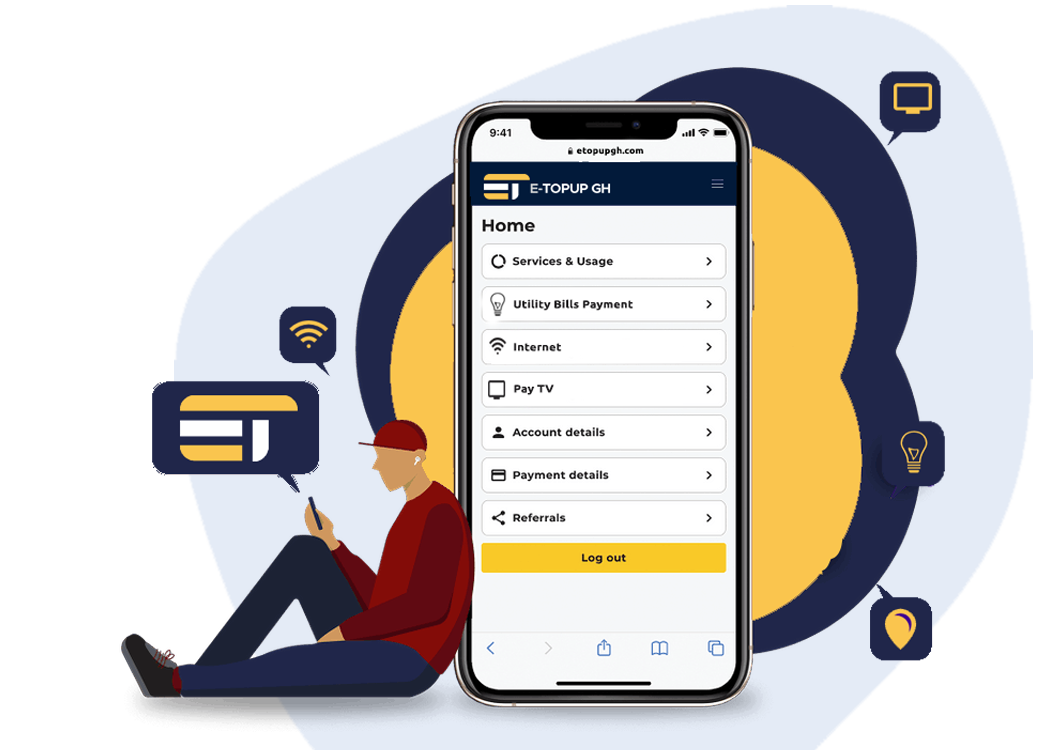 9:41
etopupgh.com
E-TOPUP GH
Home
Services & Usage
Utility Bills Payment
Internet
Pay TV
Account details
Payment details
Referrals
Log out
ET